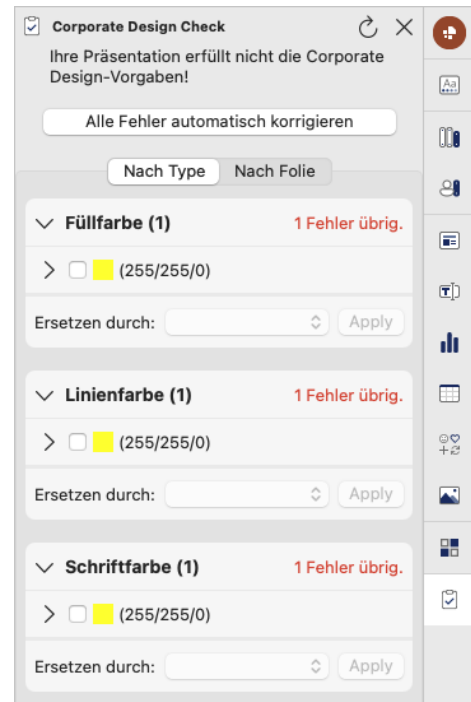 Corporate Design Check
Ihre Präsentation erfüllt nicht die Corporate
Design-Vorgaben!
Alle Fehler automatisch korrigieren
Nach Type Nach Folie
Füllfarbe (1) 1 Fehler übrig.
(255/255/0)
Ersetzen durch: Apply
Linienfarbe (1) 1 Fehler übrig.
(255/255/0)
Ersetzen durch: Apply
Schriftfarbe (1) 1 Fehler übrig.
(255/255/0)
Ersetzen durch: Apply
Aa
T